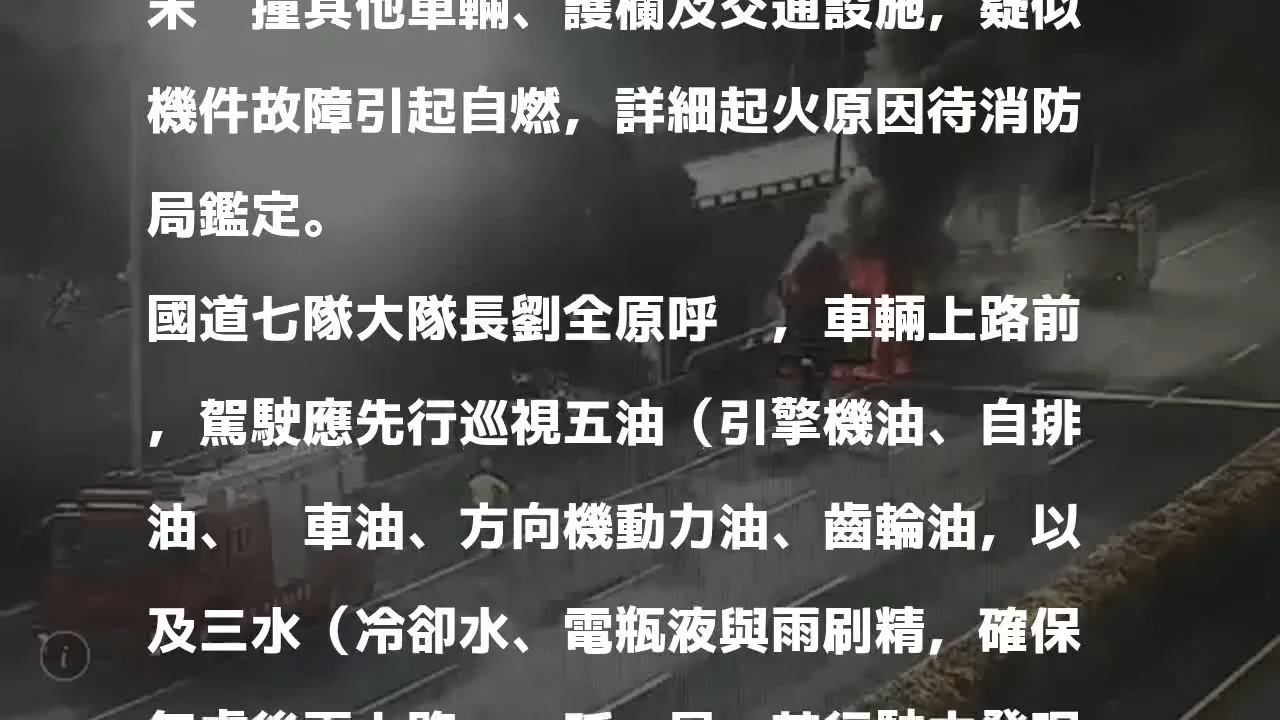 未　撞其他車輛、護欄及交通設施，疑似
機件故障引起自燃，詳細起火原因待消防
局鑑定。
國道七隊大隊長劉全原呼　，車輛上路前
，駕駛應先行巡視五油（引擎機油、自排
油、　車油、方向機動力油、齒輪油，以
及三水（冷卻水、電瓶液與雨刷精，確保